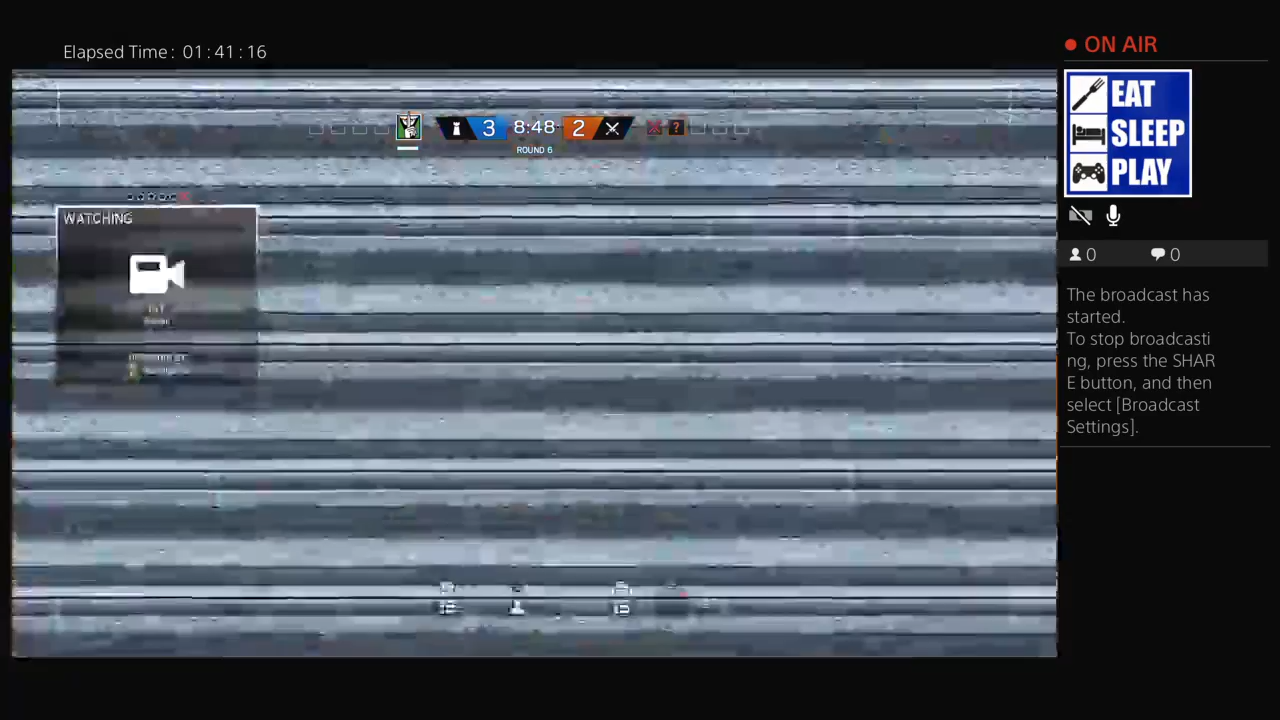 Elapsed Time: 01:41:16
ON AIR
EAT
SLEEP
PLAY
3 8:48 2
?
ROUND 6
WATCHING
0 0
The broadcast has
started.
To stop broadcasti
ng, press the SHAR
E button, and then
select [Broadcast
Settings].